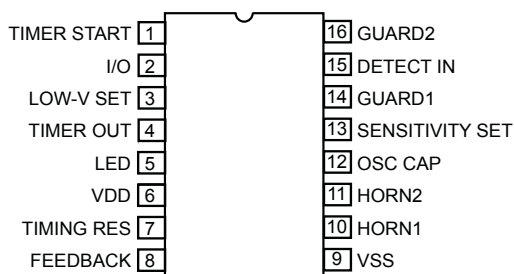 TIMER START 1 16 GUARD2
I/O 2 15 DETECT IN
LOW-V SET 3 14 GUARD1
TIMER OUT 4 13 SENSITIVITY SET
LED 5 12 OSC CAP
VDD 6 11 HORN2
TIMING RES 7 10 HORN1
FEEDBACK 8 9 VSS